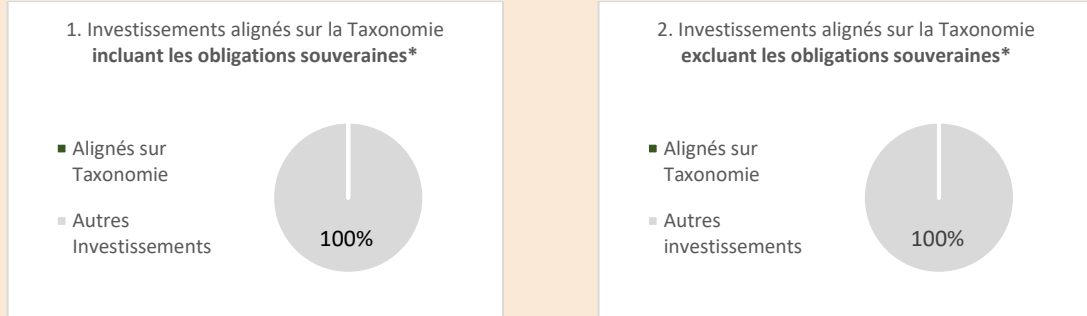 1. Investissements alignés sur la Taxonomie
incluant les obligations souveraines*
Alignés sur
Taxonomie
Autres
Investissements
100%
2. Investissements alignés sur la Taxonomie
excluant les obligations souveraines*
Alignés sur
Taxonomie
Autres
investissements
100%